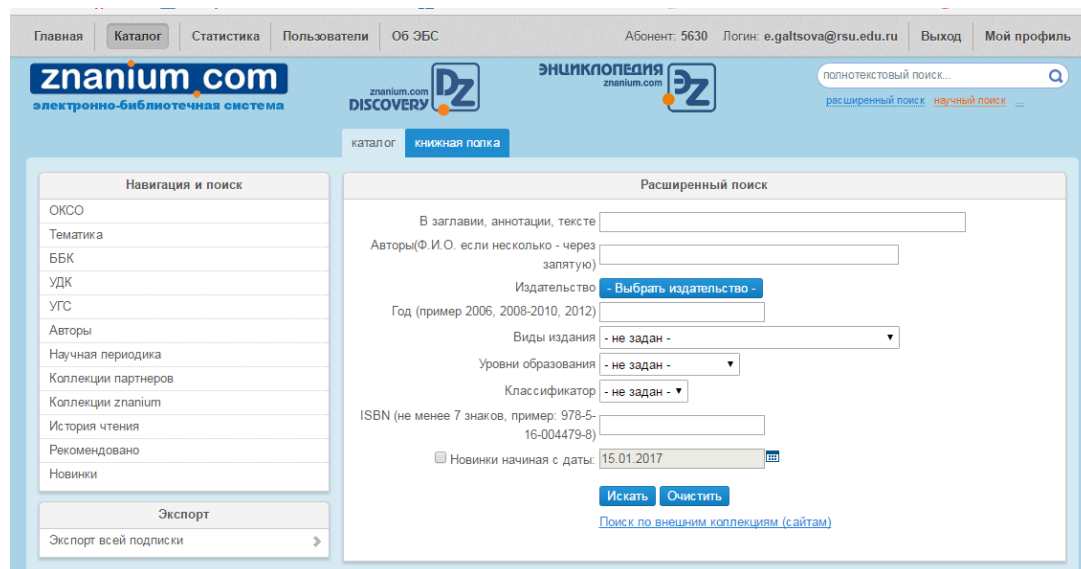 Главная Каталог Статистика Пользователи Об ЭБС Абонент: 5630 Логин: e.galtsova@rsu.edu.ru Выход Мой профиль
znanium.com
электронно-библиотечная система
znanium.com
DISCOVERY
DZ
ЭНЦИКЛОПЕДИЯ
znanium.com
ЭZ
полнотекстовый поиск...
расширенный поиск научный поиск ...
каталог книжная полка
Навигация и поиск
ОКСО
Тематика
ББК
УДК
УГС
Авторы
Научная периодика
Коллекции партнеров
Коллекции znanium
История чтения
Рекомендовано
Новинки
Экспорт
Экспорт всей подписки
Расширенный поиск
В заглавии, аннотации, тексте
Авторы(Ф.И.О. если несколько - через
запятую)
Издательство - Выбрать издательство -
Год (пример 2006, 2008-2010, 2012)
Виды издания - не задан -
Уровни образования - не задан -
Классификатор - не задан -
ISBN (не менее 7 знаков, пример: 978-5-
16-004479-8)
Новинки начиная с даты: 15.01.2017
Искать Очистить
Поиск по внешним коллекциям (сайтам)